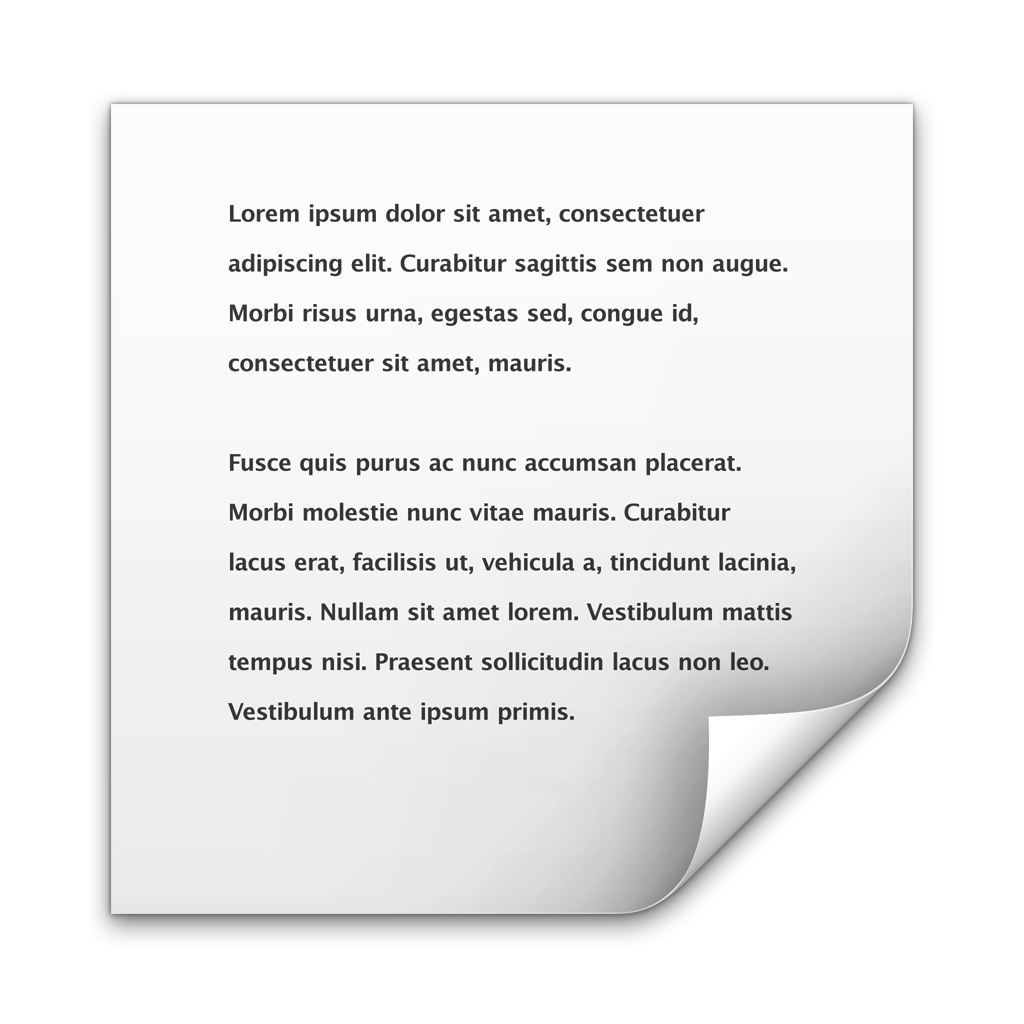 Lorem ipsum dolor sit amet, consectetuer
adipiscing elit. Curabitur sagittis sem non augue.
Morbi risus urna, egestas sed, congue id,
consectetuer sit amet, mauris.
Fusce quis purus ac nunc accumsan placerat.
Morbi molestie nunc vitae mauris. Curabitur
lacus erat, facilisis ut, vehicula a, tincidunt lacinia,
mauris. Nullam sit amet lorem. Vestibulum mattis
tempus nisi. Praesent sollicitudin lacus non leo.
Vestibulum ante ipsum primis.